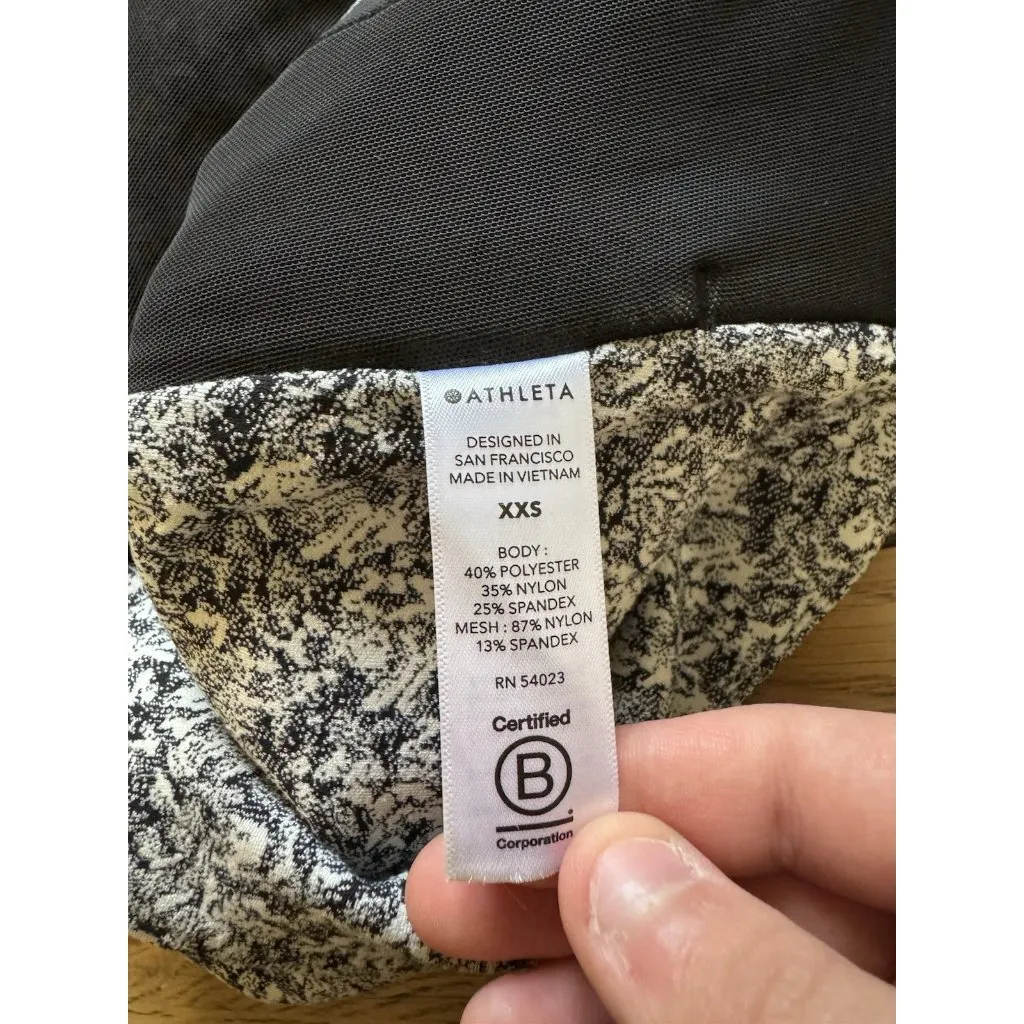 ATHLETA
DESIGNED IN
SAN FRANCISCO
MADE IN VIETNAM
XXS
BODY :
40% POLYESTER
35% NYLON
25% SPANDEX
MESH : 87% NYLON
13% SPANDEX
RN 54023
Certified
B
Corporation